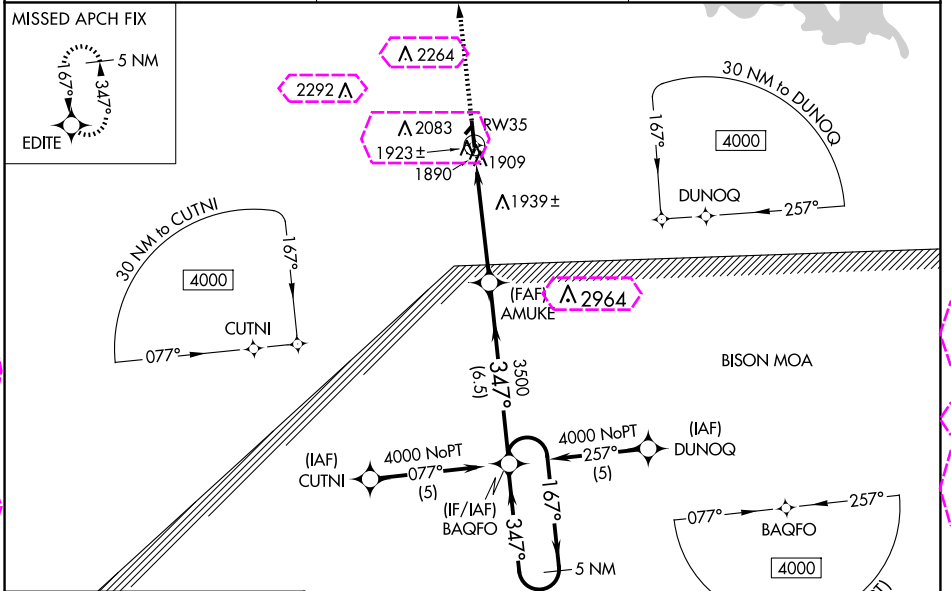 MISSED APCH FIX
5 NM
167°
347°
EDITE
2264
2292
2083
RW35
1923±
1890
1909
1939±
30 NM to DUNOQ
167°
4000
DUNOQ
257°
30 NM to CUTNI
167°
4000
CUTNI
077°
(FAF)
AMUKE
2964
BISON MOA
3500
347°
(6.5)
(IAF)
CUTNI
4000 NoPT
077°
(5)
4000 NoPT
257°
(5)
(IAF)
DUNOQ
(IF/IAF)
BAQFO
167°
347°
5 NM
077°
257°
BAQFO
4000